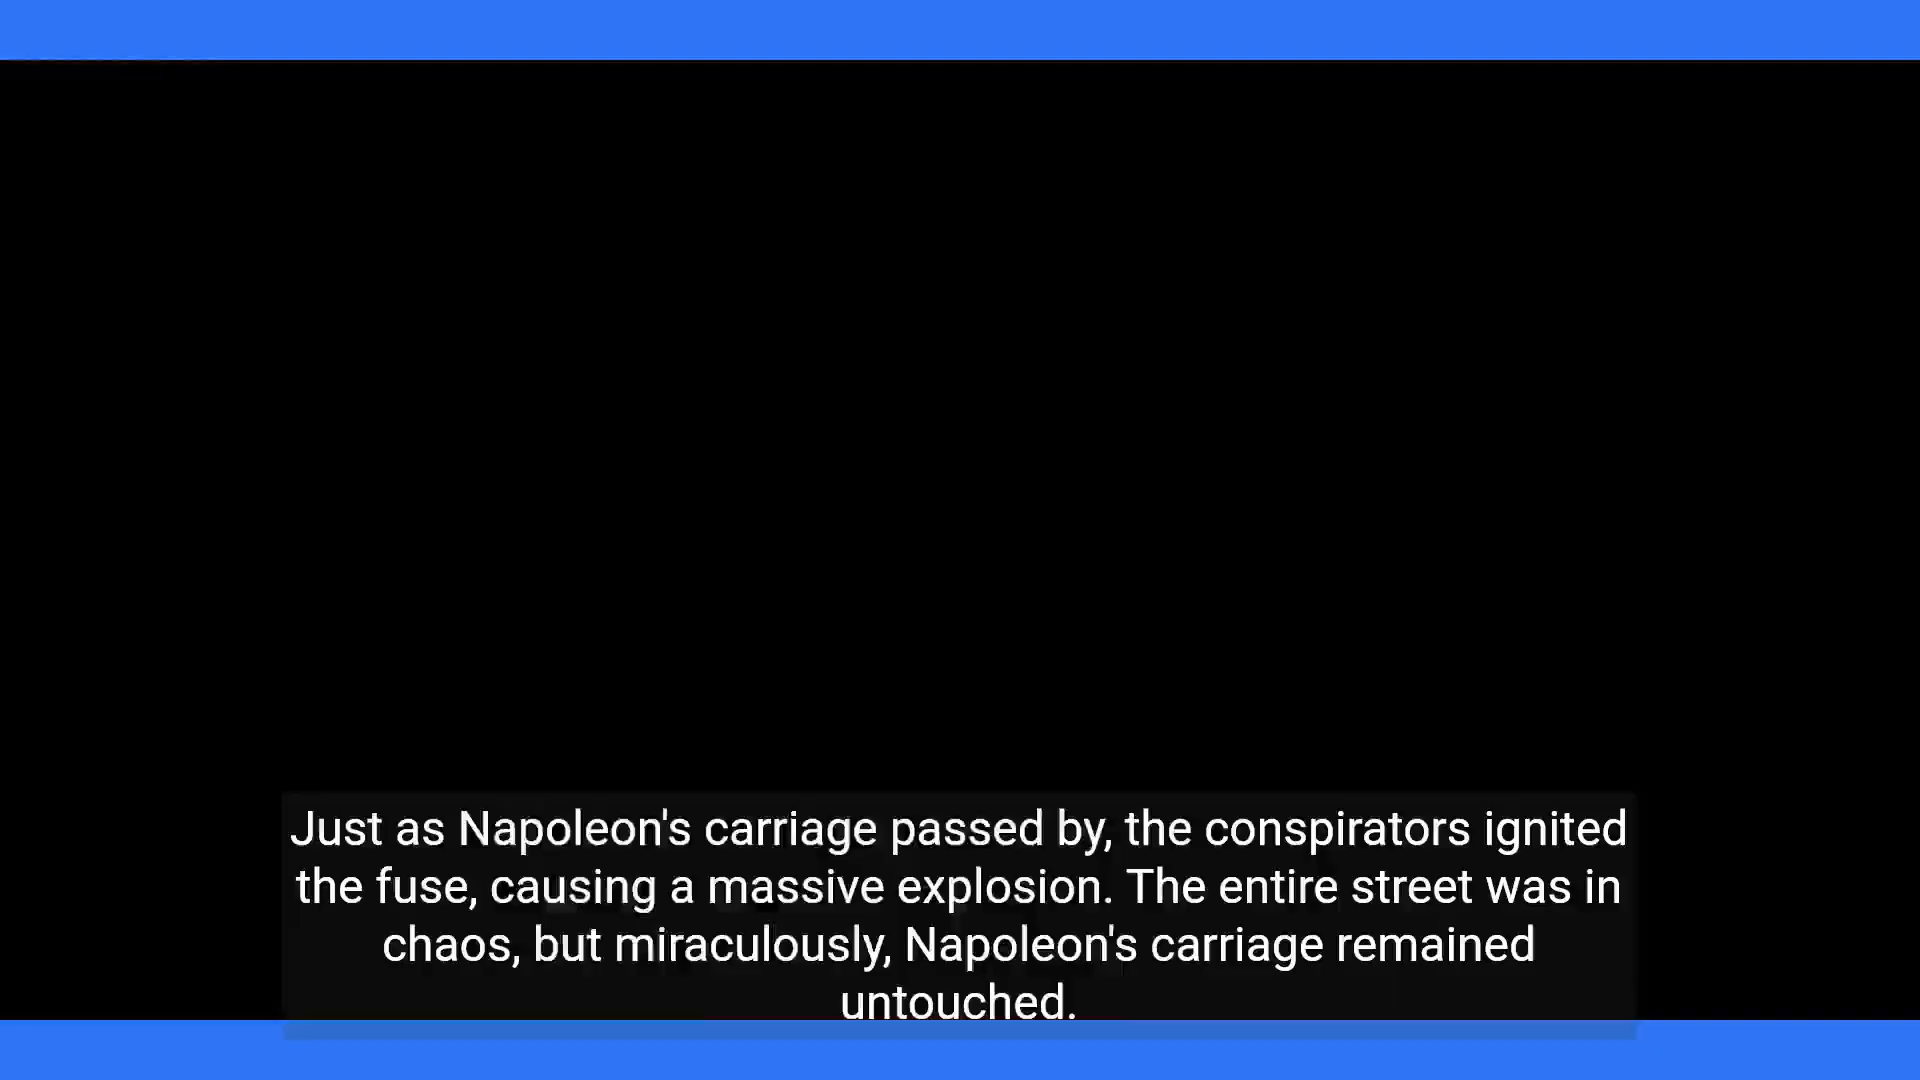 Just as Napoleon's carriage passed by, the conspirators ignited
the fuse, causing a massive explosion. The entire street was in
chaos, but miraculously, Napoleon's carriage remained
untouched.